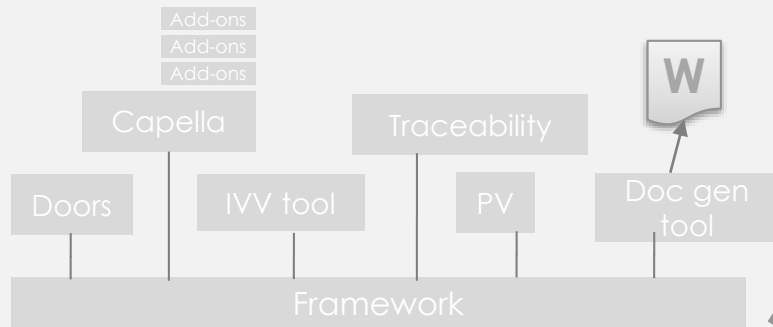 Add-ons
Add-ons
Add-ons
W
Capella
Traceability
Doors
IVV tool
PV
Doc gen
tool
Framework